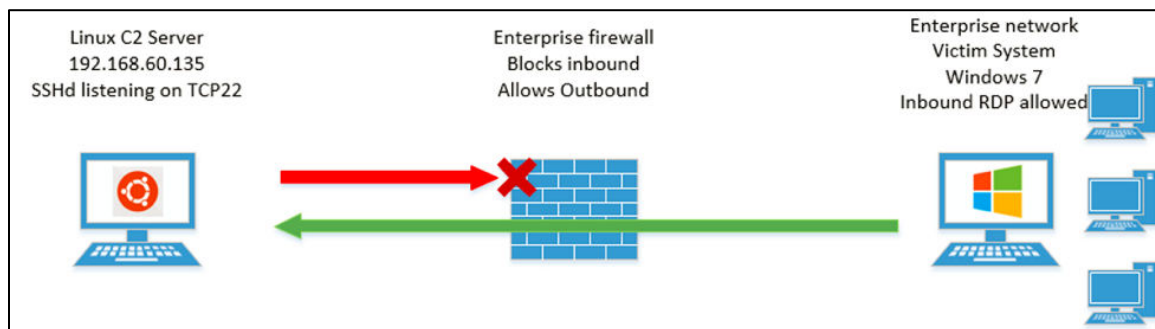 Linux C2 Server
192.168.60.135
SSHd listening on TCP22
Enterprise firewall
Blocks inbound
Allows Outbound
Enterprise network
Victim System
Windows 7
Inbound RDP allowed